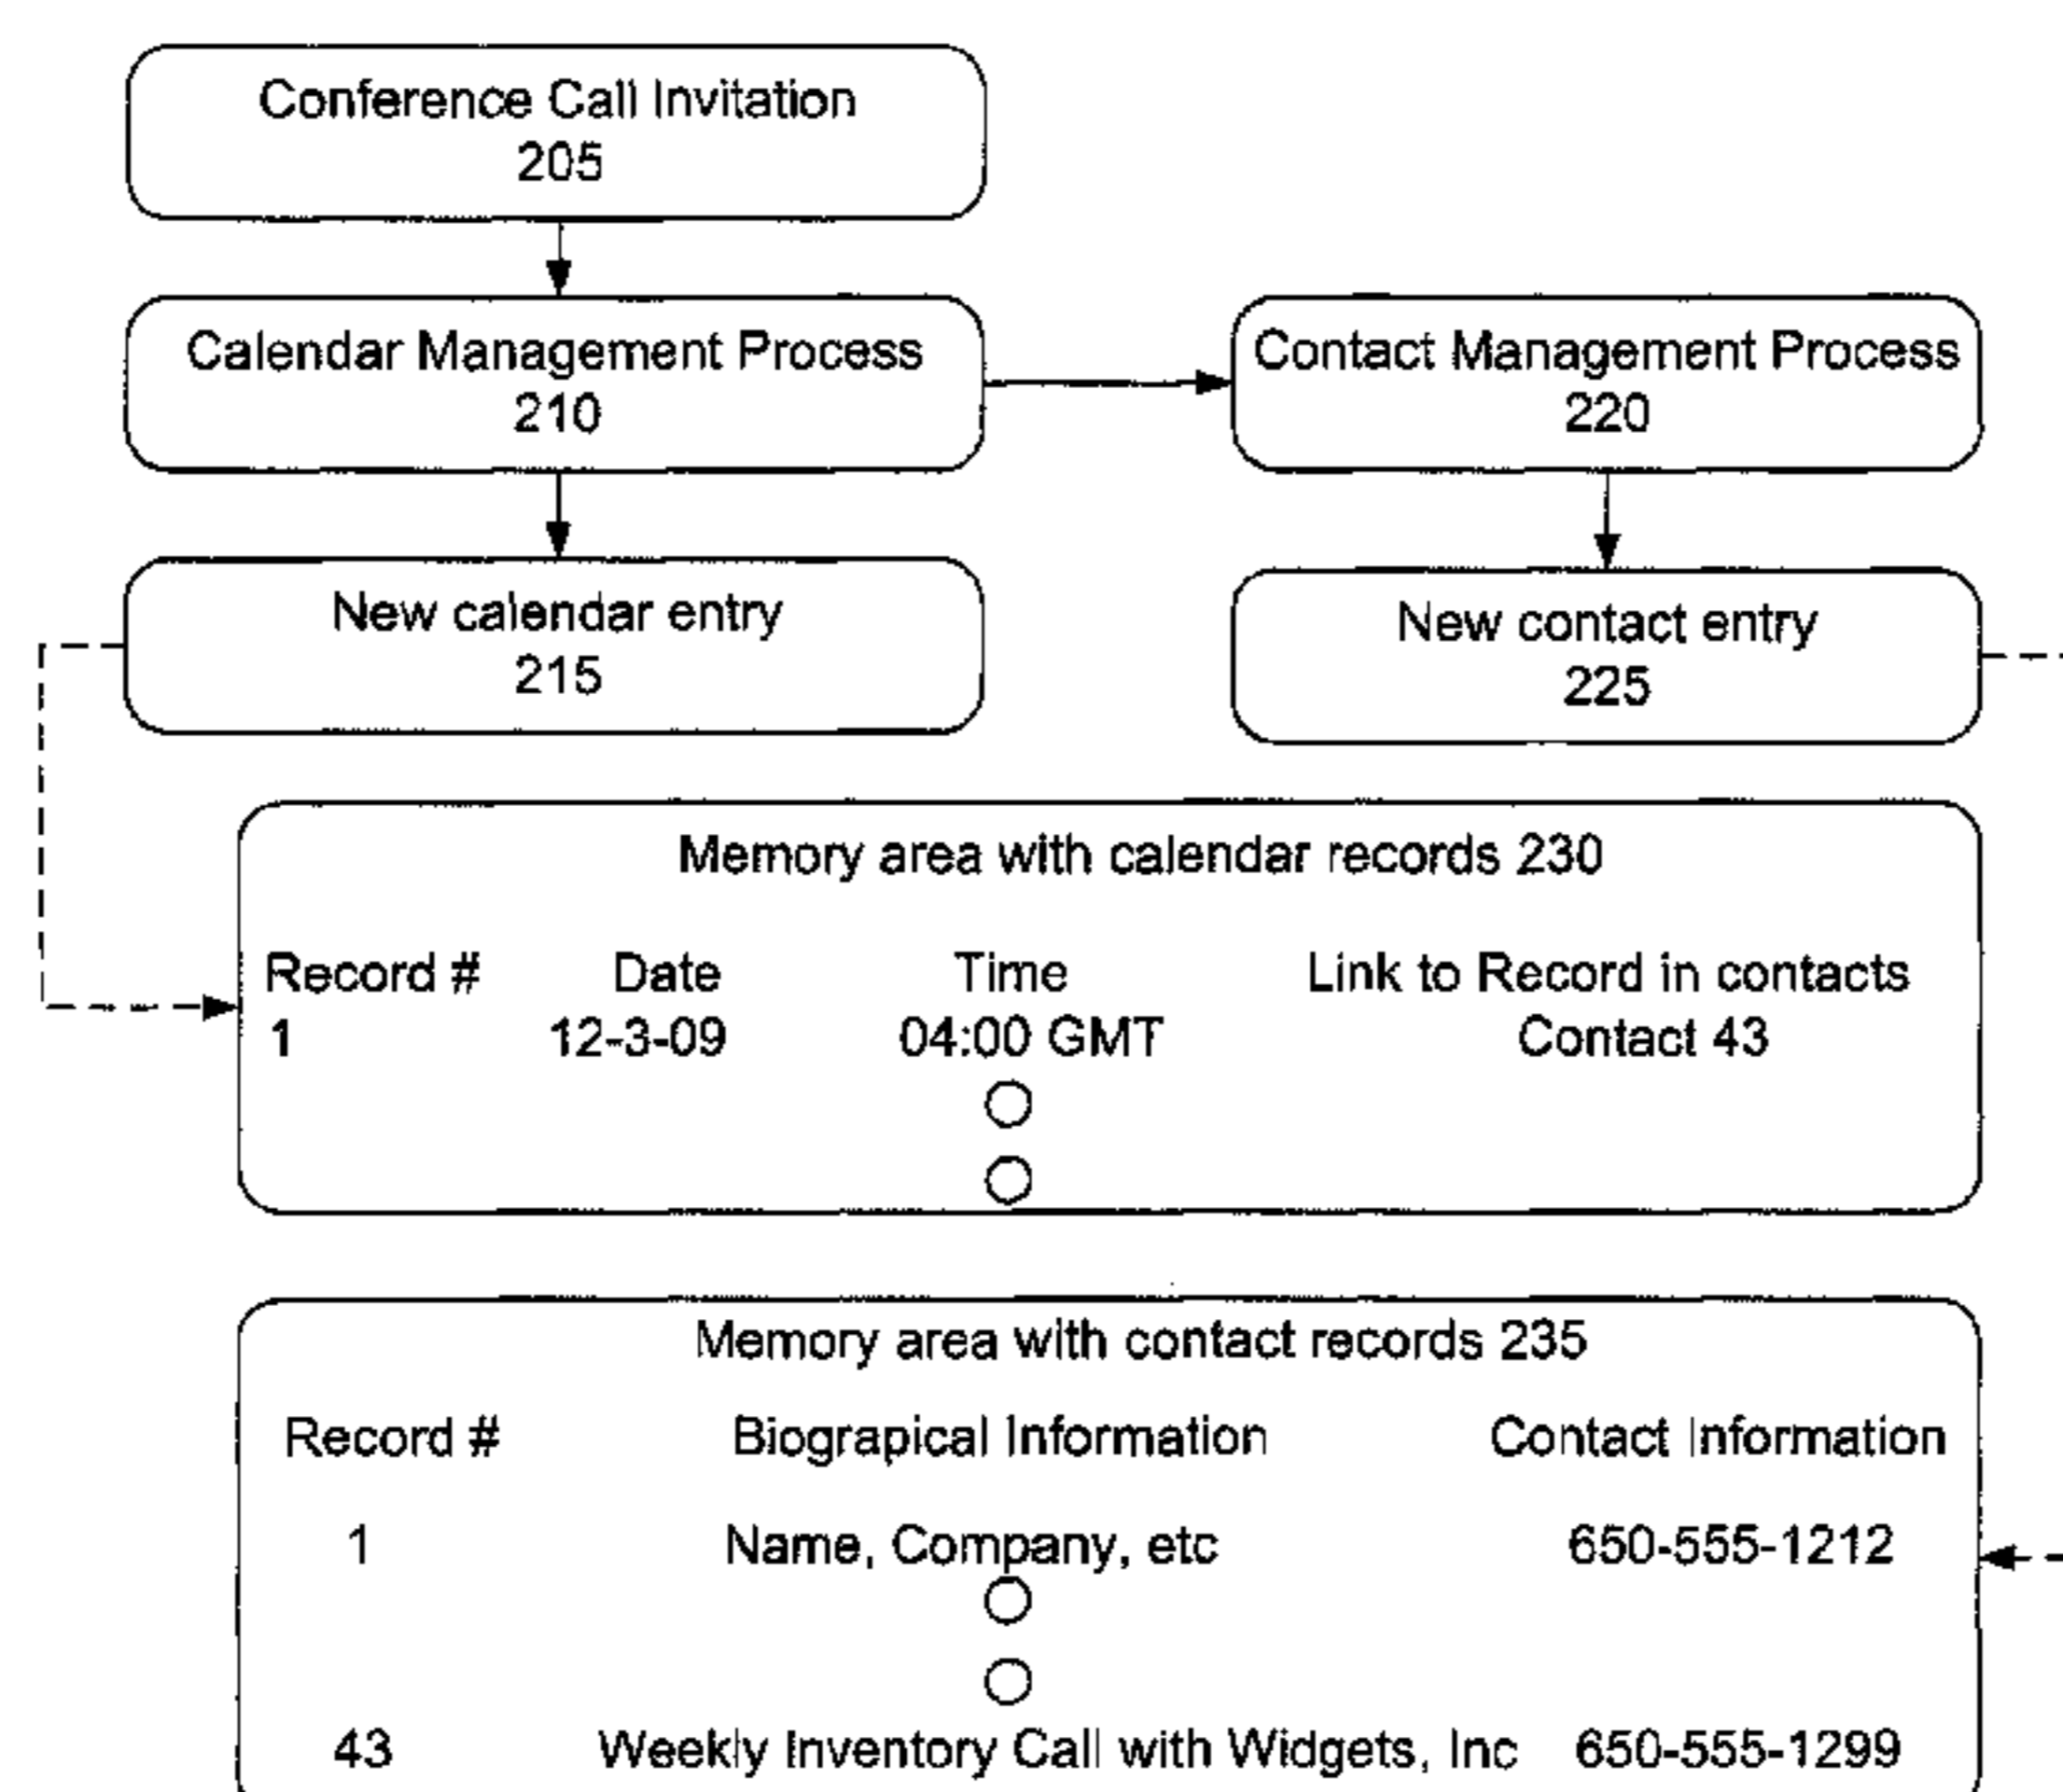 Conference Call Invitation
205
Calendar Management Process
210
Contact Management Process
220
New calendar entry
215
New contact entry
225
Memory area with calendar records 230
Record # Date Time Link to Record in contacts
1 12-3-09 04:00 GMT Contact 43
Memory area with contact records 235
Record # Biograpical Information Contact Information
1 Name, Company, etc 650-555-1212
43 Weekly Inventory Call with Widgets, Inc 650-555-1299